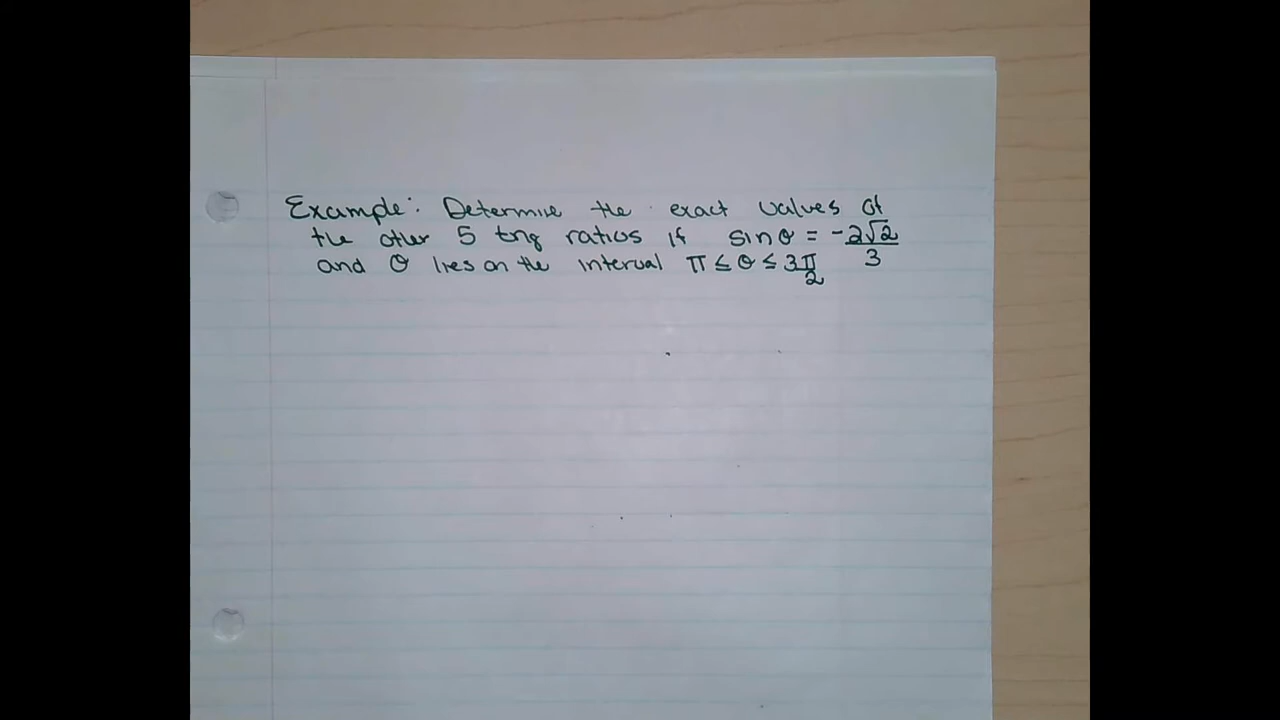 Example: Determine the exact values of
the other 5 trig ratios if sinθ = -2√2/3
and θ lies on the interval π ≤ θ ≤ 3π/2